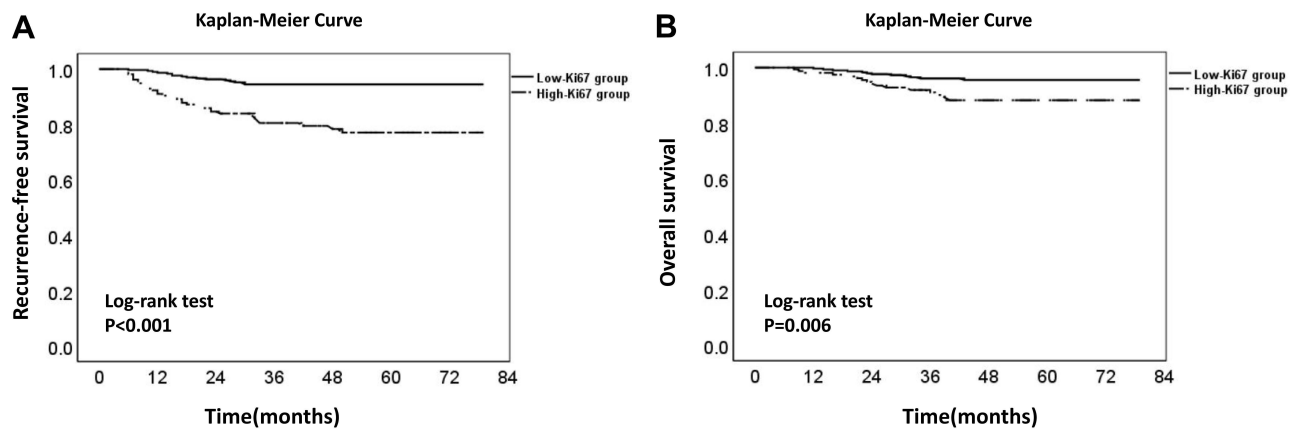 A
Kaplan-Meier Curve
Recurrence-free survival
1.0
0.8
0.6
0.4
0.2
0.0
Low-Ki67 group
High-Ki67 group
Log-rank test
P<0.001
0 12 24 36 48 60 72 84
Time(months)
B
Kaplan-Meier Curve
Overall survival
1.0
0.8
0.6
0.4
0.2
0.0
Low-Ki67 group
High-Ki67 group
Log-rank test
P=0.006
0 12 24 36 48 60 72 84
Time(months)